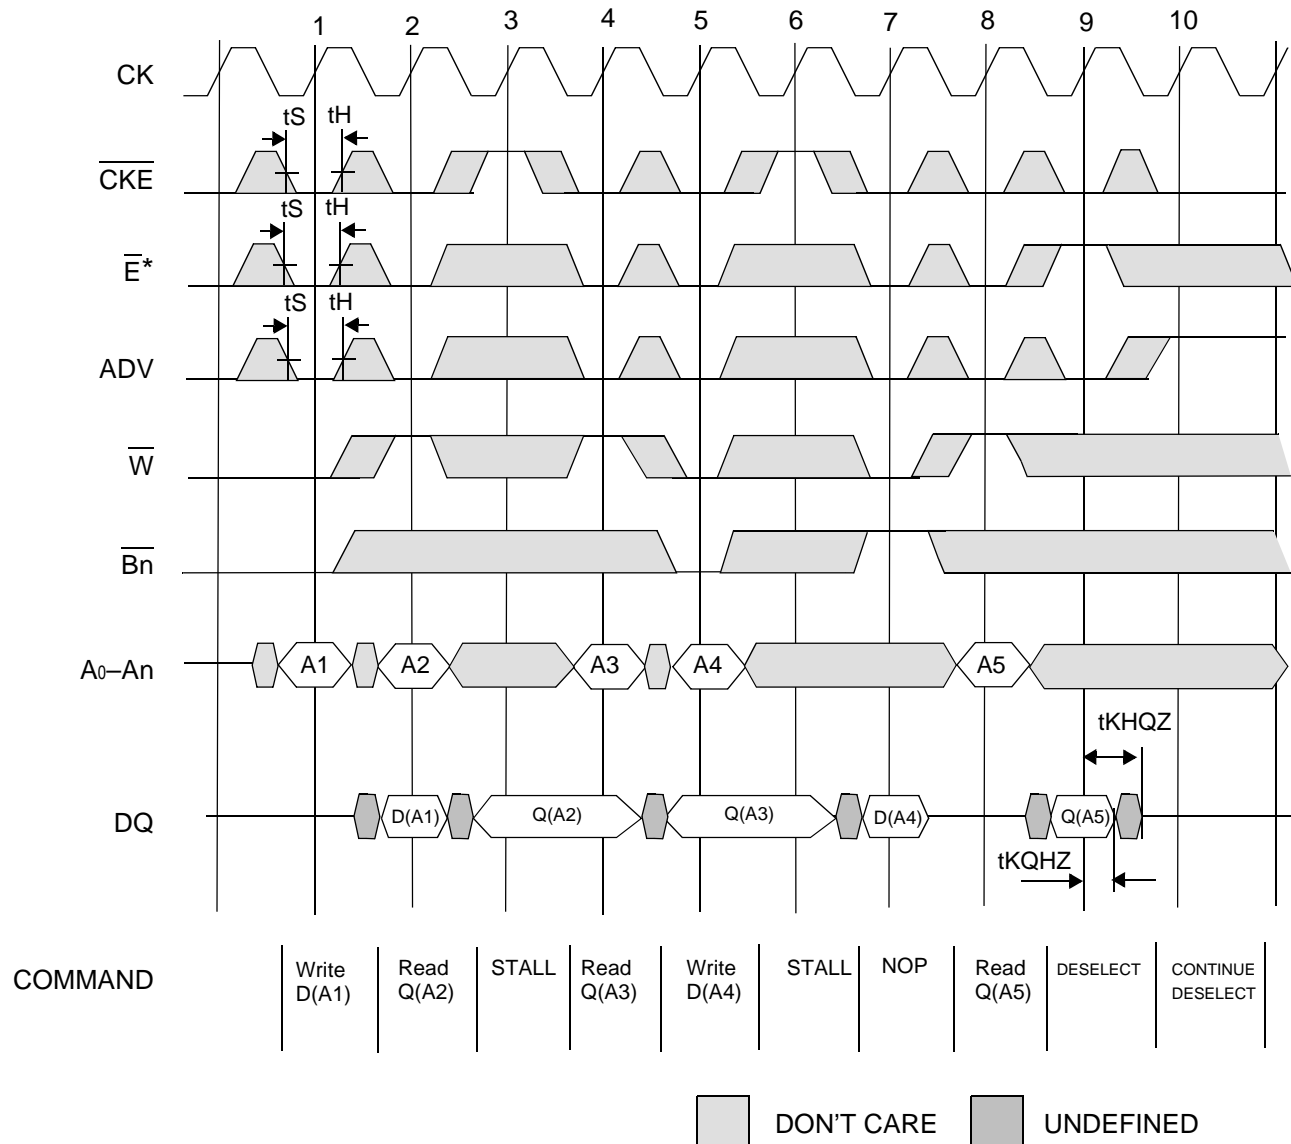 1 2 3 4 5 6 7 8 9 10
CK
tS tH
CKE
tS tH
E*
tS tH
ADV
W
Bn
A0–An A1 A2 A3 A4 A5
tKHQZ
DQ D(A1) Q(A2) Q(A3) D(A4) Q(A5)
tKQHZ
COMMAND
Write D(A1)
Read Q(A2)
STALL
Read Q(A3)
Write D(A4)
STALL
NOP
Read Q(A5)
DESELECT
CONTINUE DESELECT
DON'T CARE UNDEFINED